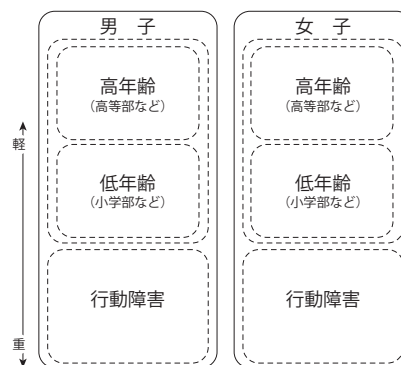 男 子
高年齢
（高等部など）
低年齢
（小学部など）
行動障害
女 子
高年齢
（高等部など）
低年齢
（小学部など）
行動障害
軽
重